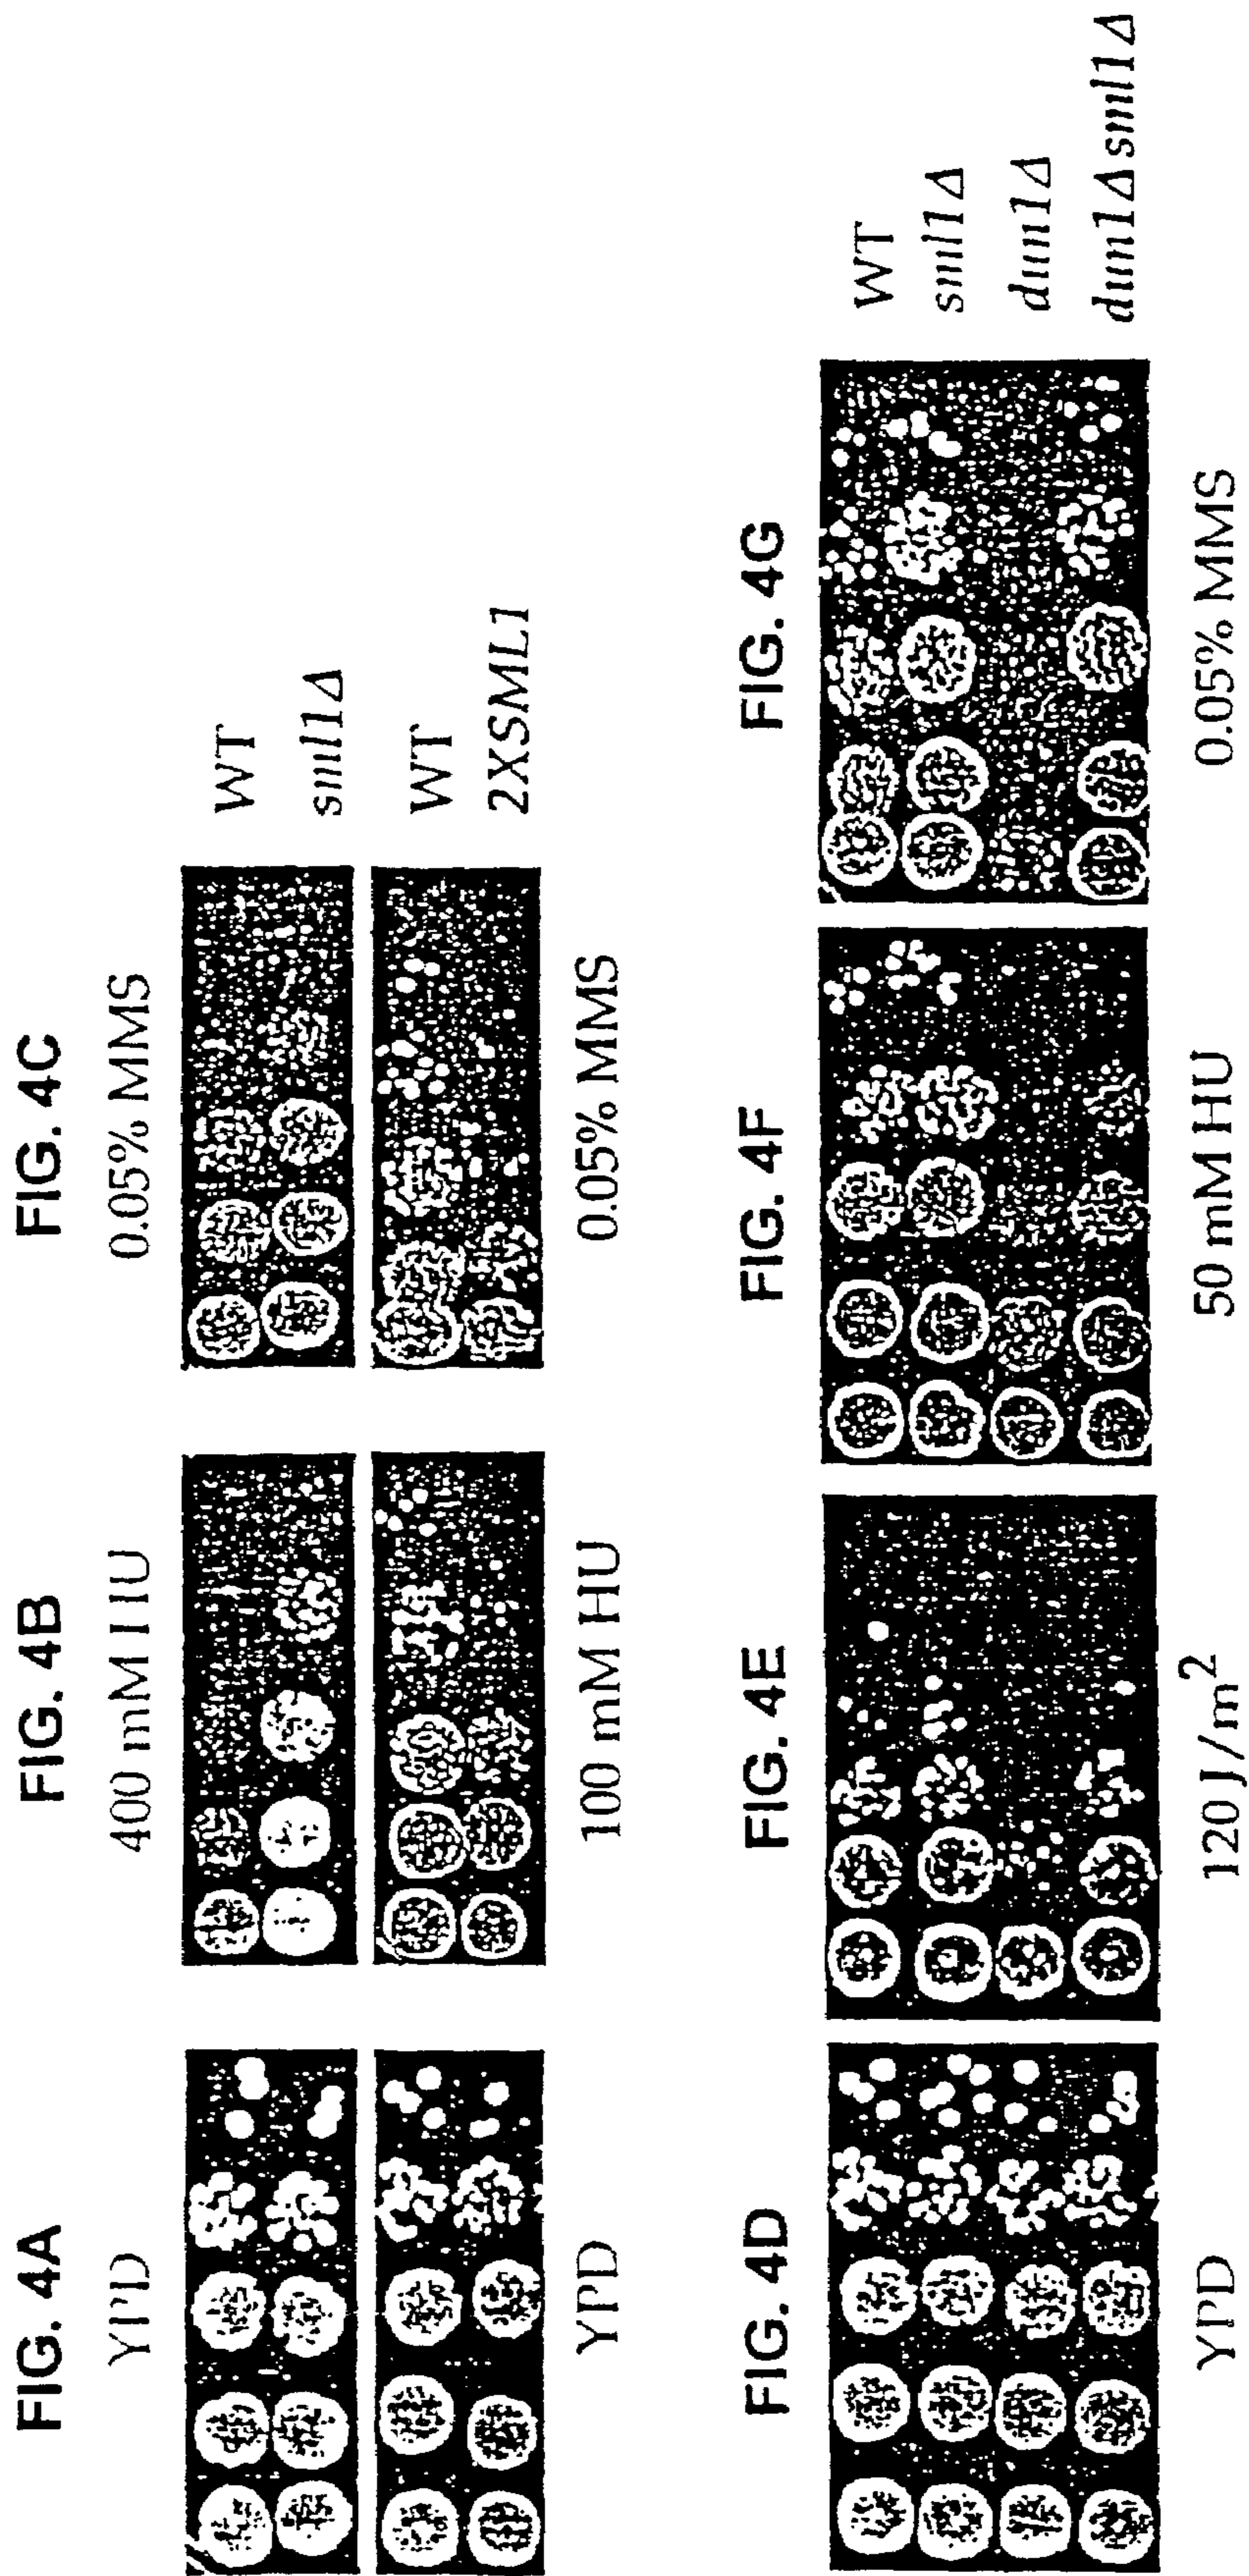 FIG. 4A
FIG. 4B
FIG. 4C
YPD
400 mM HU
0.05% MMS
WT
sml1Δ
WT
2XSML1
YPD
100 mM HU
0.05% MMS
FIG. 4D
FIG. 4E
FIG. 4F
FIG. 4G
WT
sml1Δ
dun1Δ
dun1Δsml1Δ
YPD
120 J/m²
50 mM HU
0.05% MMS